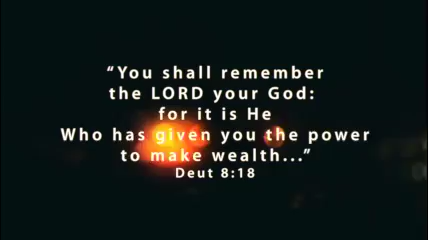 “You shall remember
the LORD your God:
for it is He
Who has given you the power
to make wealth...”
Deut 8:18